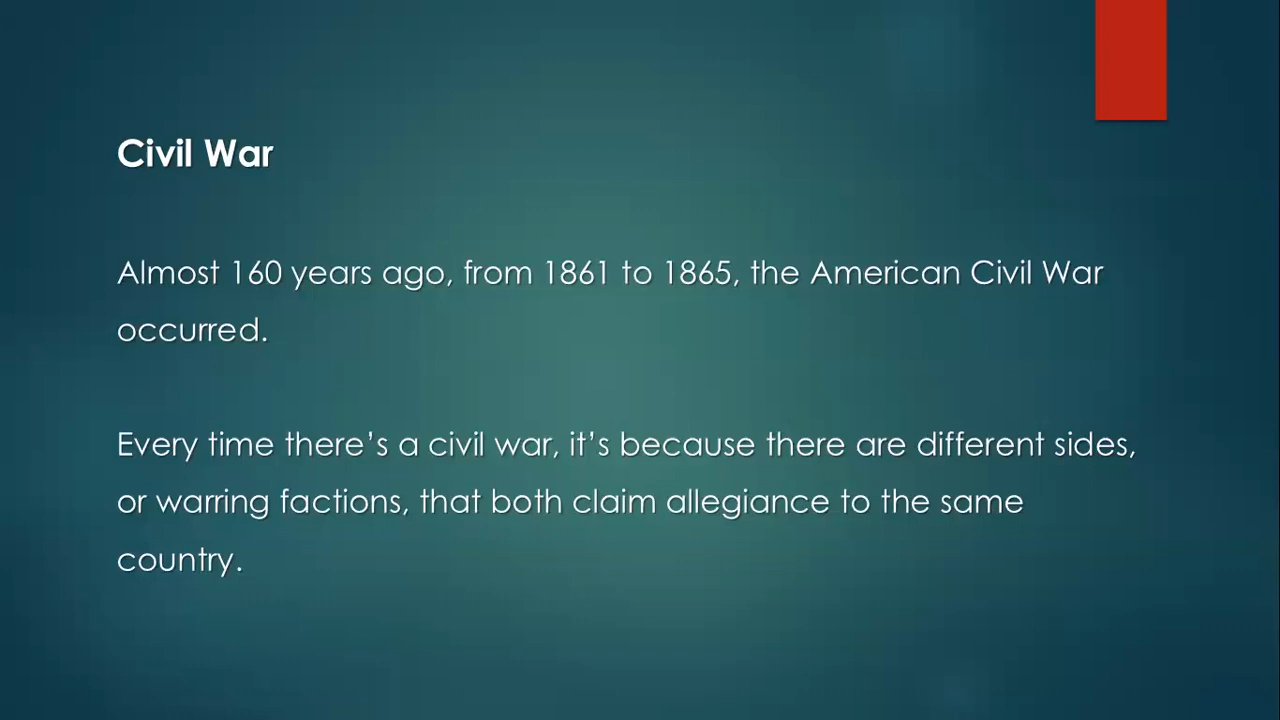 Civil War
Almost 160 years ago, from 1861 to 1865, the American Civil War
occurred.
Every time there’s a civil war, it’s because there are different sides,
or warring factions, that both claim allegiance to the same
country.